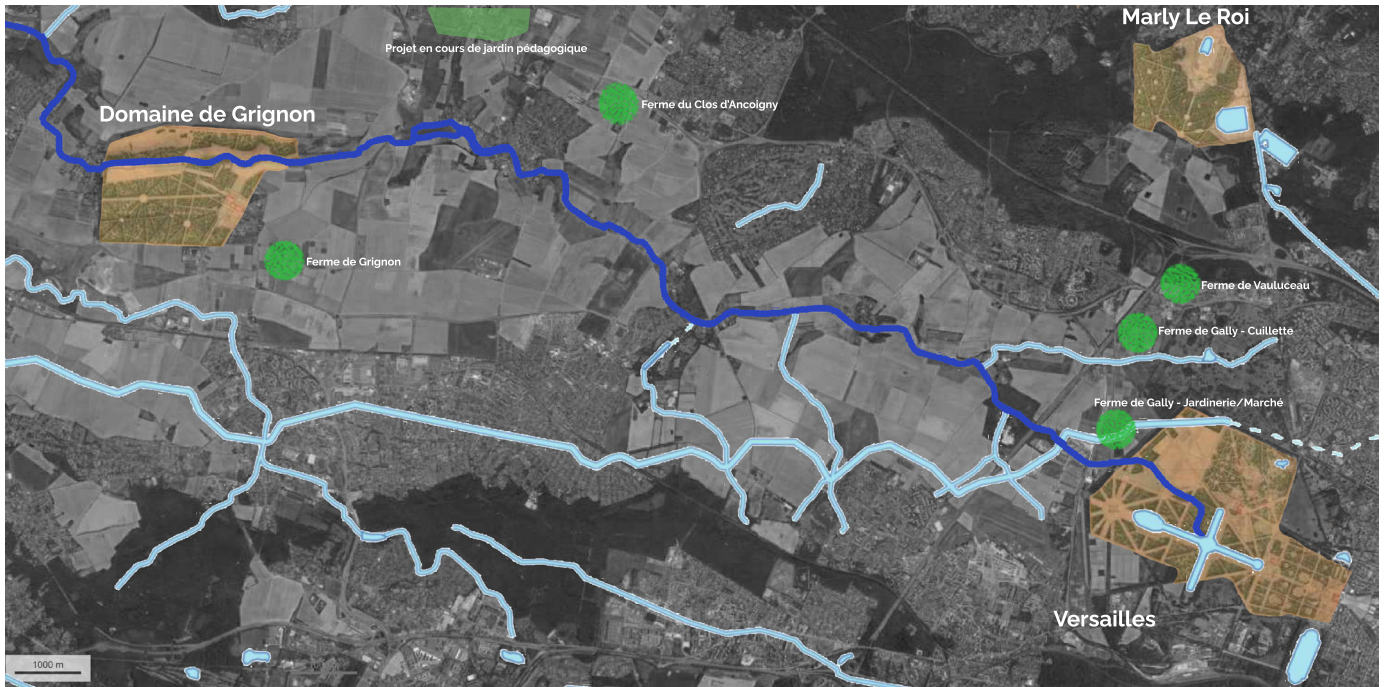 Marly Le Roi
Projet en cours de jardin pédagogique
Ferme du Clos d'Ancoigny
Domaine de Grignon
Ferme de Grignon
Ferme de Vauluceau
Ferme de Gally - Cuillette
Ferme de Gally - Jardinerie/Marché
Versailles
1000 m